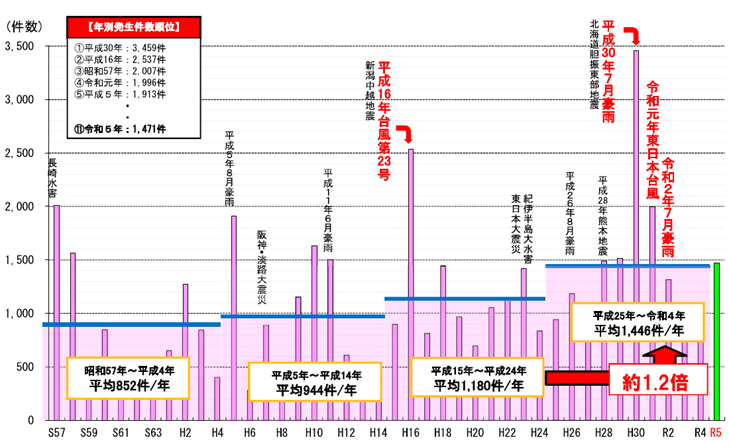 (件数)
【年別発生件数順位】
①平成30年：3,459件
②平成16年：2,537件
③昭和57年：2,007件
④令和元年：1,996件
⑤平成５年：1,913件
・
・
⑪令和５年：1,471件
3,500
3,000
2,500
2,000
1,500
1,000
500
0
長崎水害
平成5年8月豪雨
阪神・淡路大震災
平成11年6月豪雨
新潟中越地震
平成16年台風第23号
東日本大震災
紀伊半島大水害
平成26年8月豪雨
平成28年熊本地震
北海道胆振東部地震
平成30年7月豪雨
令和元年東日本台風
令和2年7月豪雨
昭和57年～平成4年
平均852件/年
平成5年～平成14年
平均944件/年
平成15年～平成24年
平均1,180件/年
平成25年～令和４年
平均1,446件/年
約1.2倍
S57 S59 S61 S63 H2 H4 H6 H8 H10 H12 H14 H16 H18 H20 H22 H24 H26 H28 H30 R2 R4 R5